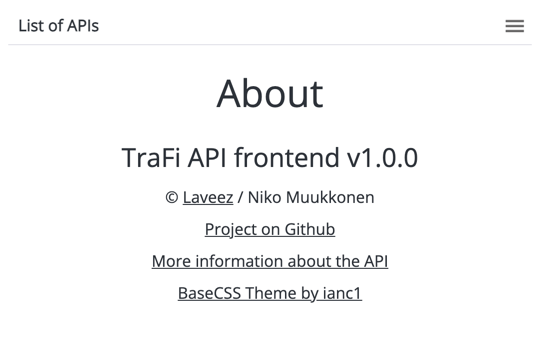 List of APIs
About
TraFi API frontend v1.0.0
© Laveez / Niko Muukkonen
Project on Github
More information about the API
BaseCSS Theme by ianc1